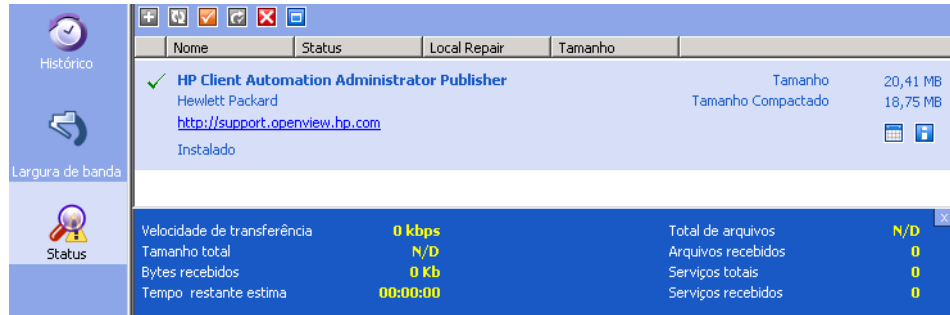 Histórico
Largura de banda
Status
Nome Status Local Repair Tamanho
HP Client Automation Administrator Publisher Tamanho 20,41 MB
Hewlett Packard Tamanho Compactado 18,75 MB
http://support.openview.hp.com
Instalado
Velocidade de transferência 0 kbps Total de arquivos N/D
Tamanho total N/D Arquivos recebidos 0
Bytes recebidos 0 Kb Serviços totais 0
Tempo restante estima 00:00:00 Serviços recebidos 0